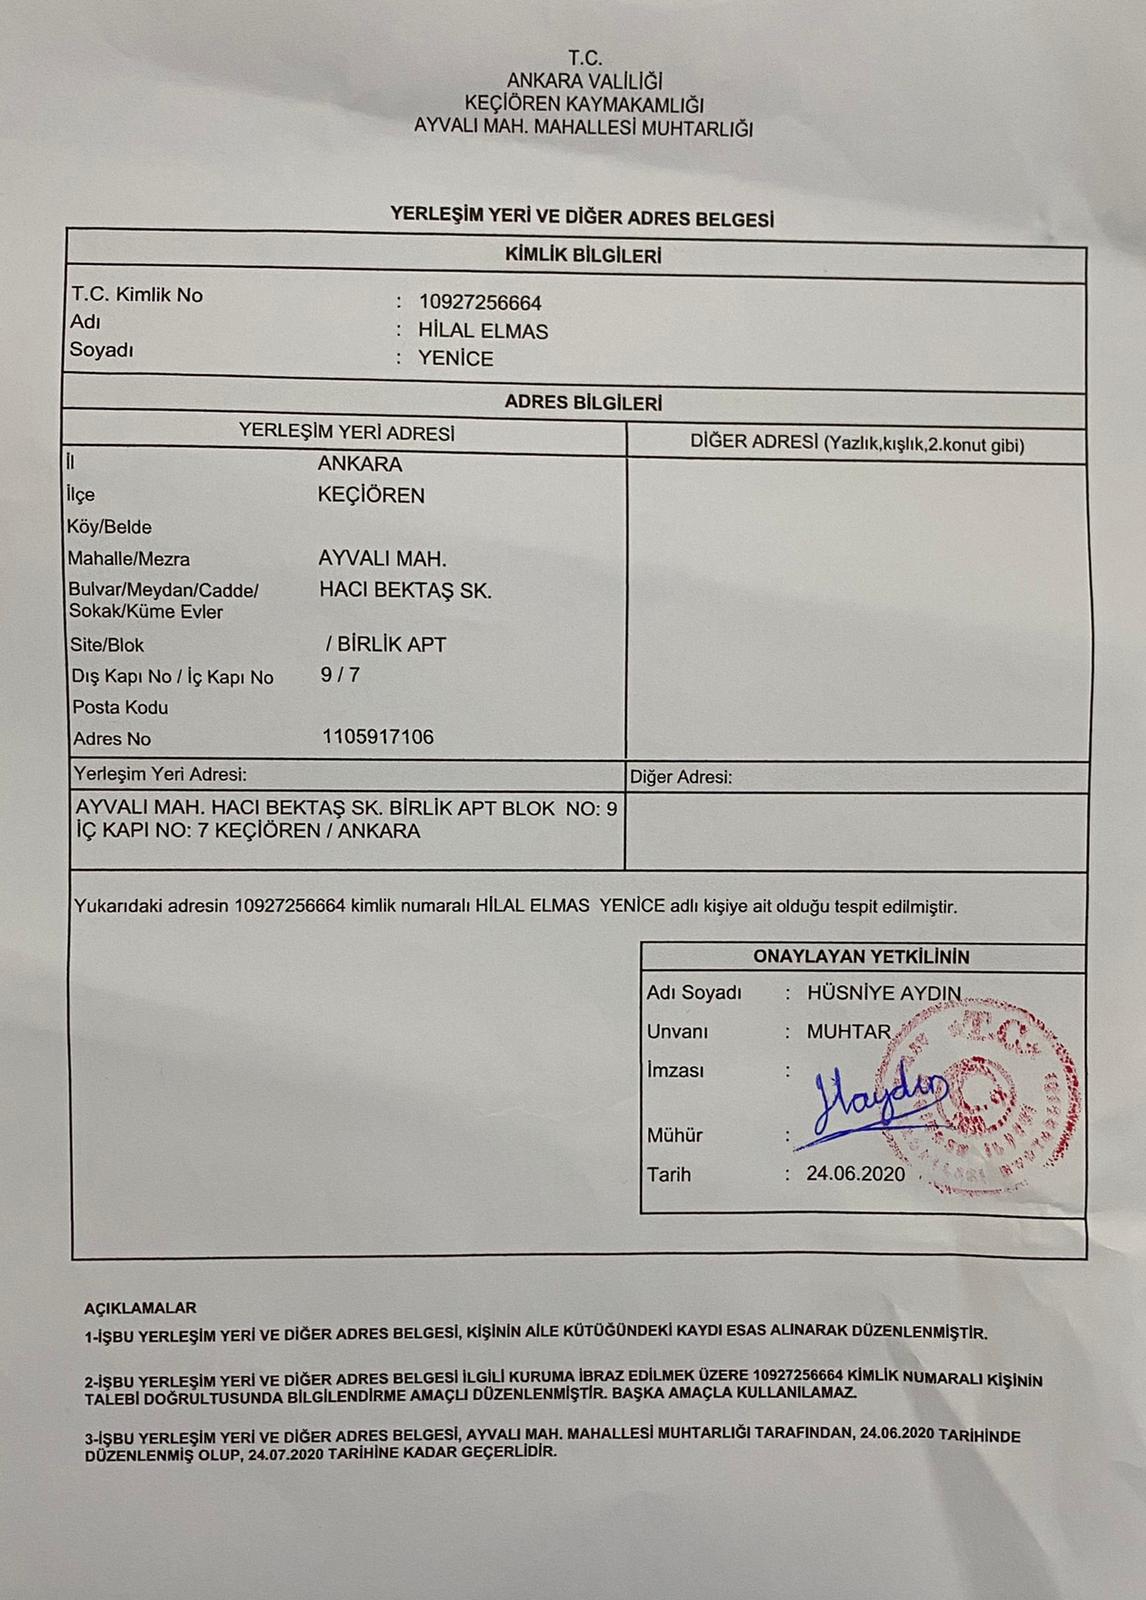 T.C.
ANKARA VALİLİĞİ
KEÇİÖREN KAYMAKAMLIĞI
AYVALI MAH. MAHALLESİ MUHTARLIĞI
YERLEŞİM YERİ VE DİĞER ADRES BELGESİ
KİMLİK BİLGİLERİ
T.C. Kimlik No : 10927256664
Adı : HİLAL ELMAS
Soyadı : YENİCE
ADRES BİLGİLERİ
YERLEŞİM YERİ ADRESİ
DİĞER ADRESİ (Yazlık,kışlık,2.konut gibi)
İl ANKARA
İlçe KEÇİÖREN
Köy/Belde
Mahalle/Mezra AYVALI MAH.
Bulvar/Meydan/Cadde/ HACI BEKTAŞ SK.
Sokak/Küme Evler
Site/Blok / BİRLİK APT
Dış Kapı No / İç Kapı No 9 / 7
Posta Kodu
Adres No 1105917106
Yerleşim Yeri Adresi:
Diğer Adresi:
AYVALI MAH. HACI BEKTAŞ SK. BİRLİK APT BLOK NO: 9
İÇ KAPI NO: 7 KEÇİÖREN / ANKARA
Yukarıdaki adresin 10927256664 kimlik numaralı HİLAL ELMAS YENİCE adlı kişiye ait olduğu tespit edilmiştir.
ONAYLAYAN YETKİLİNİN
Adı Soyadı : HÜSNİYE AYDIN
Unvanı : MUHTAR
İmzası : Haydın
Mühür :
Tarih : 24.06.2020
T.C.
AÇIKLAMALAR
1-İŞBU YERLEŞİM YERİ VE DİĞER ADRES BELGESİ, KİŞİNİN AİLE KÜTÜĞÜNDEKİ KAYDI ESAS ALINARAK DÜZENLENMİŞTİR.
2-İŞBU YERLEŞİM YERİ VE DİĞER ADRES BELGESİ İLGİLİ KURUMA İBRAZ EDİLMEK ÜZERE 10927256664 KİMLİK NUMARALI KİŞİNİN
TALEBİ DOĞRULTUSUNDA BİLGİLENDİRME AMAÇLI DÜZENLENMİŞTİR. BAŞKA AMAÇLA KULLANILAMAZ.
3-İŞBU YERLEŞİM YERİ VE DİĞER ADRES BELGESİ, AYVALI MAH. MAHALLESİ MUHTARLIĞI TARAFINDAN, 24.06.2020 TARİHİNDE
DÜZENLENMİŞ OLUP, 24.07.2020 TARİHİNE KADAR GEÇERLİDİR.